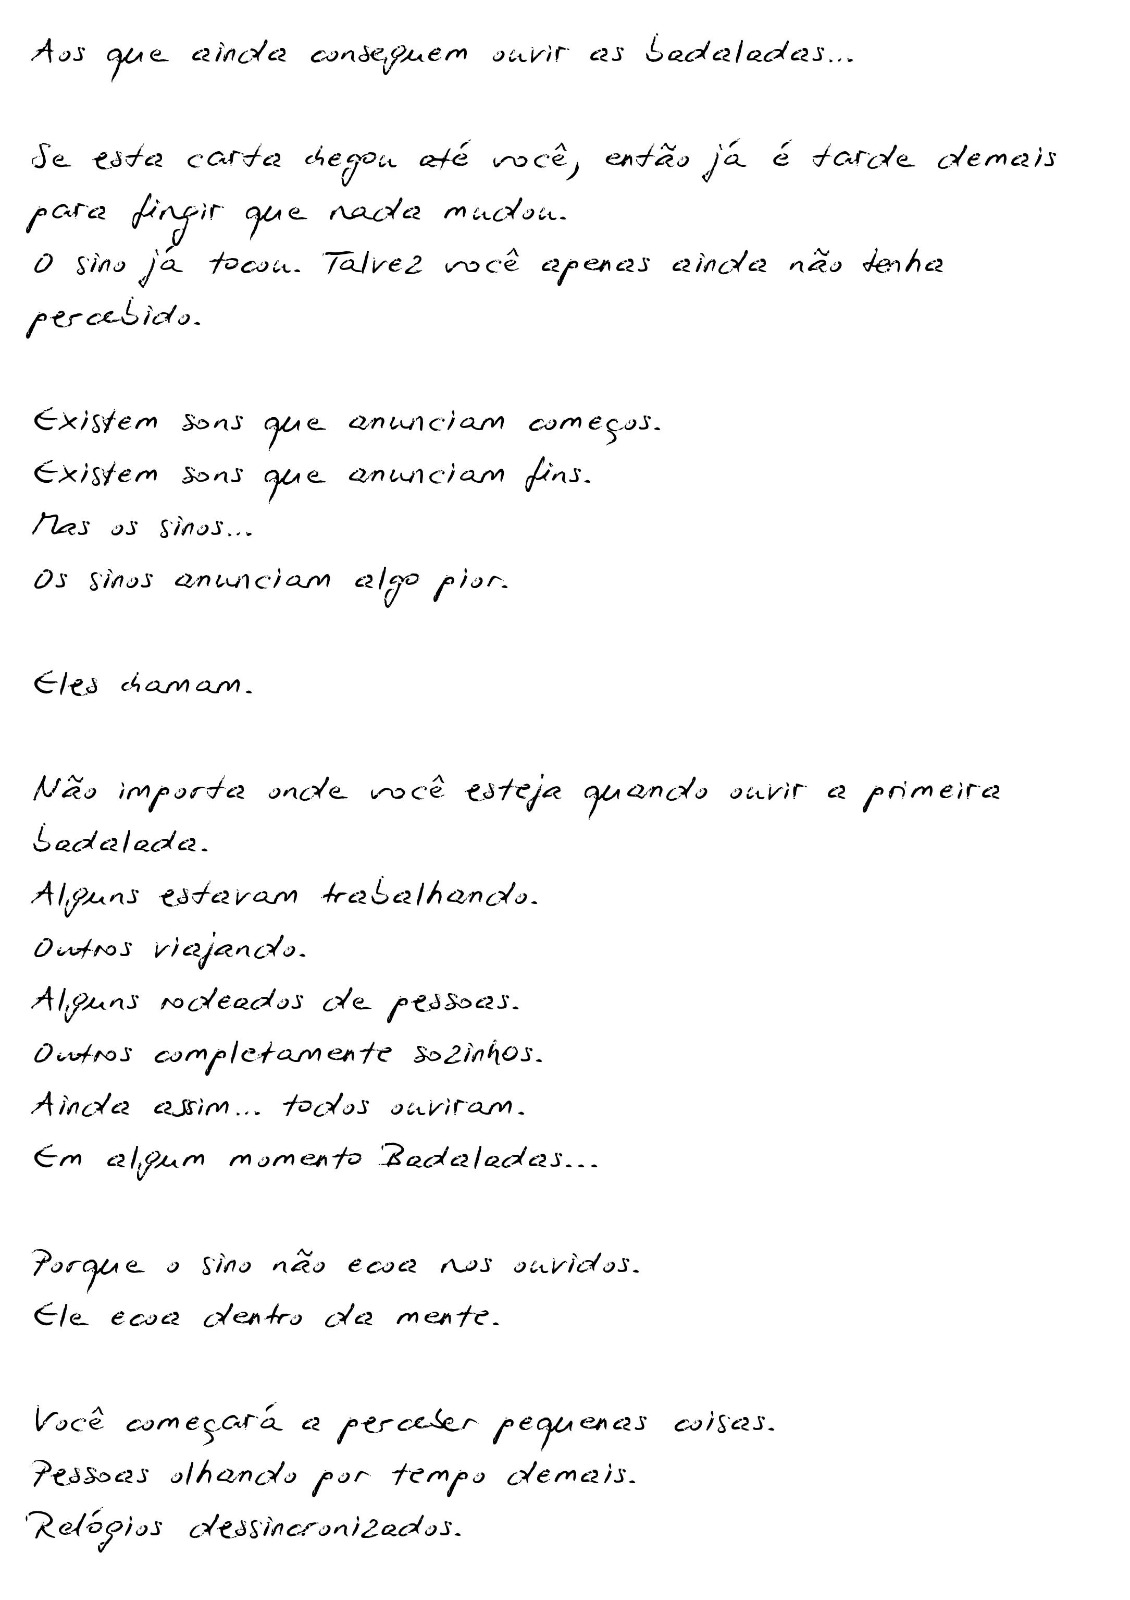 Aos que ainda conseguem ouvir as badaladas...
Se esta carta chegou até você, então já é tarde demais
para fingir que nada mudou.
O sino já tocou. Talvez você apenas ainda não tenha
percebido.
Existem sons que anunciam começos.
Existem sons que anunciam fins.
Mas os sinos...
Os sinos anunciam algo pior.
Eles chamam.
Não importa onde você esteja quando ouvir a primeira
badalada.
Alguns estavam trabalhando.
Outros viajando.
Alguns rodeados de pessoas.
Outros completamente sozinhos.
Ainda assim... todos ouviram.
Em algum momento Badaladas...
Porque o sino não ecoa nos ouvidos.
Ele ecoa dentro da mente.
Você começará a perceber pequenas coisas.
Pessoas olhando por tempo demais.
Relógios dessincronizados.